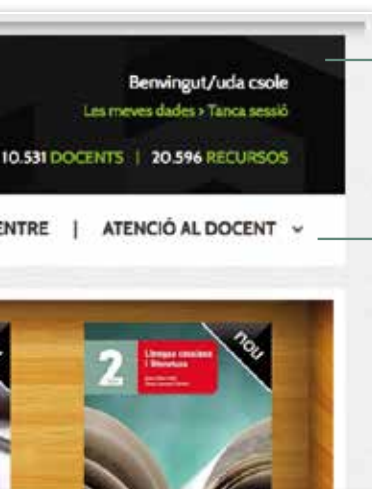 Benvingut/uda csole
Les meves dades > Tanca sessió
10.531 DOCENTS | 20.596 RECURSOS
ENTRE | ATENCIÓ AL DOCENT
nou
2
Llengua catalana
i literatura